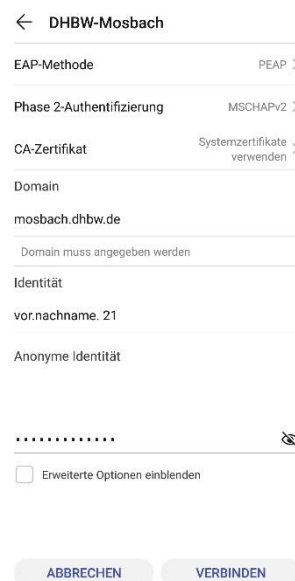 DHBW-Mosbach
EAP-Methode PEAP
Phase 2-Authentifizierung MSCHAPv2
CA-Zertifikat Systemzertifikate
verwenden
Domain
mosbach.dhbw.de
Domain muss angegeben werden
Identität
vor.nachname. 21
Anonyme Identität
•••••••••••••
Erweiterte Optionen einblenden
ABBRECHEN VERBINDEN